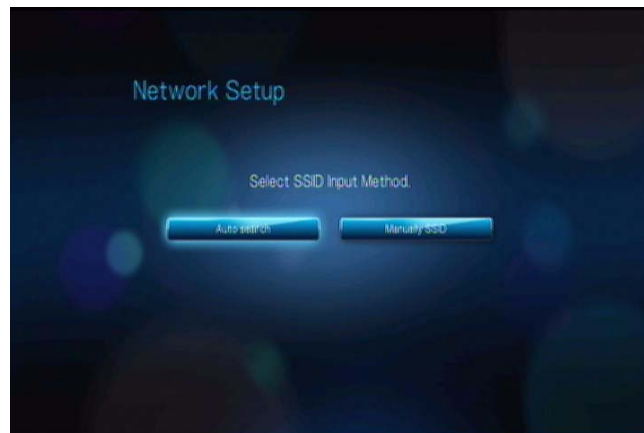 Network Setup
Select SSID Input Method.
Auto search
Manually SSID